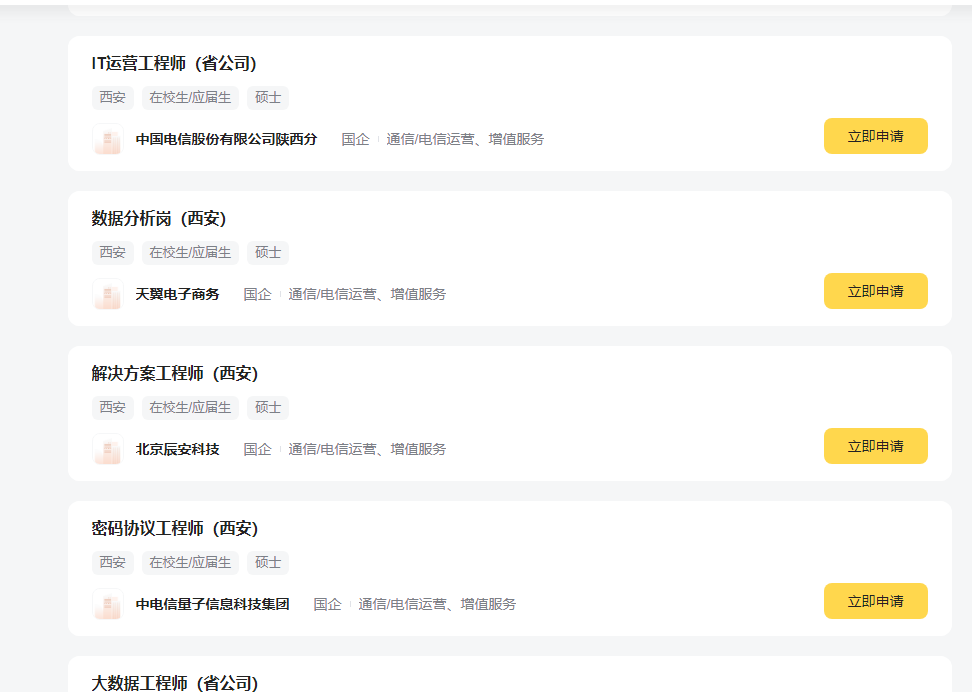 IT运营工程师（省公司）
西安 在校生/应届生 硕士
中国电信股份有限公司陕西分 国企 通信/电信运营、增值服务 立即申请
数据分析岗（西安）
西安 在校生/应届生 硕士
天翼电子商务 国企 通信/电信运营、增值服务 立即申请
解决方案工程师（西安）
西安 在校生/应届生 硕士
北京辰安科技 国企 通信/电信运营、增值服务 立即申请
密码协议工程师（西安）
西安 在校生/应届生 硕士
中电信量子信息科技集团 国企 通信/电信运营、增值服务 立即申请
大数据工程师（省公司）